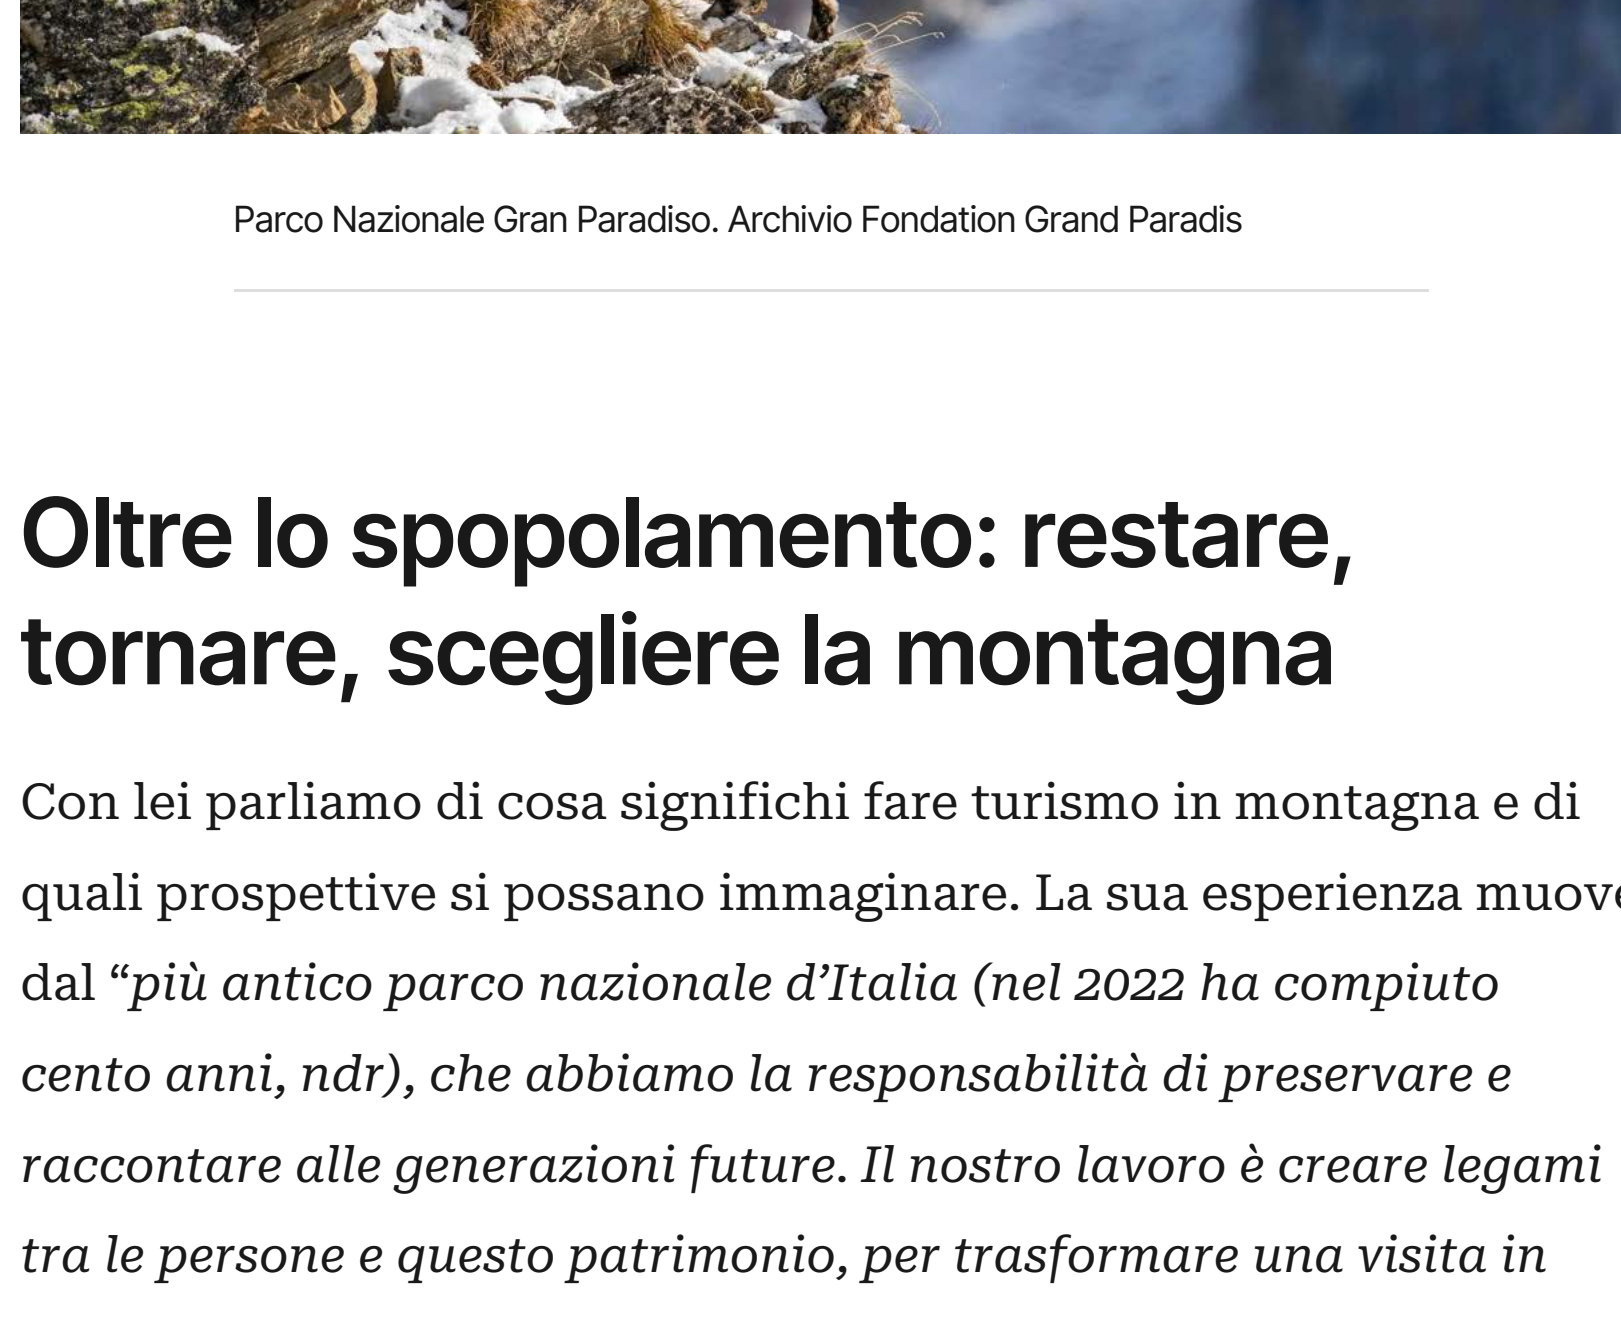 Parco Nazionale Gran Paradiso. Archivio Fondation Grand Paradis
Oltre lo spopolamento: restare,
tornare, scegliere la montagna
Con lei parliamo di cosa significhi fare turismo in montagna e di
quali prospettive si possano immaginare. La sua esperienza muove
dal “più antico parco nazionale d’Italia (nel 2022 ha compiuto
cento anni, ndr), che abbiamo la responsabilità di preservare e
raccontare alle generazioni future. Il nostro lavoro è creare legami
tra le persone e questo patrimonio, per trasformare una visita in